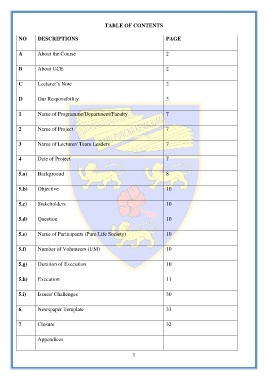 TABLE OF CONTENTS
NO DESCRIPTIONS PAGE
A About the Course 2
B About GCE 2
C Lecturer's Note 2
D Our Responsibility 3
1 Name of Programme/Department/Faculty 7
2 Name of Project 7
3 Name of Lecturer/ Team Leaders 7
4 Date of Project 7
5.a) Background 8
5.b) Objective 10
5.c) Stakeholders 10
5.d) Question 10
5.e) Name of Participants (Pure Life Society) 10
5.f) Number of Volunteers (UM) 10
5.g) Duration of Execution 10
5.h) Execution 11
5.i) Issues/ Challenges 30
6 Newspaper Template 31
7 Closure 32
Appendices
1